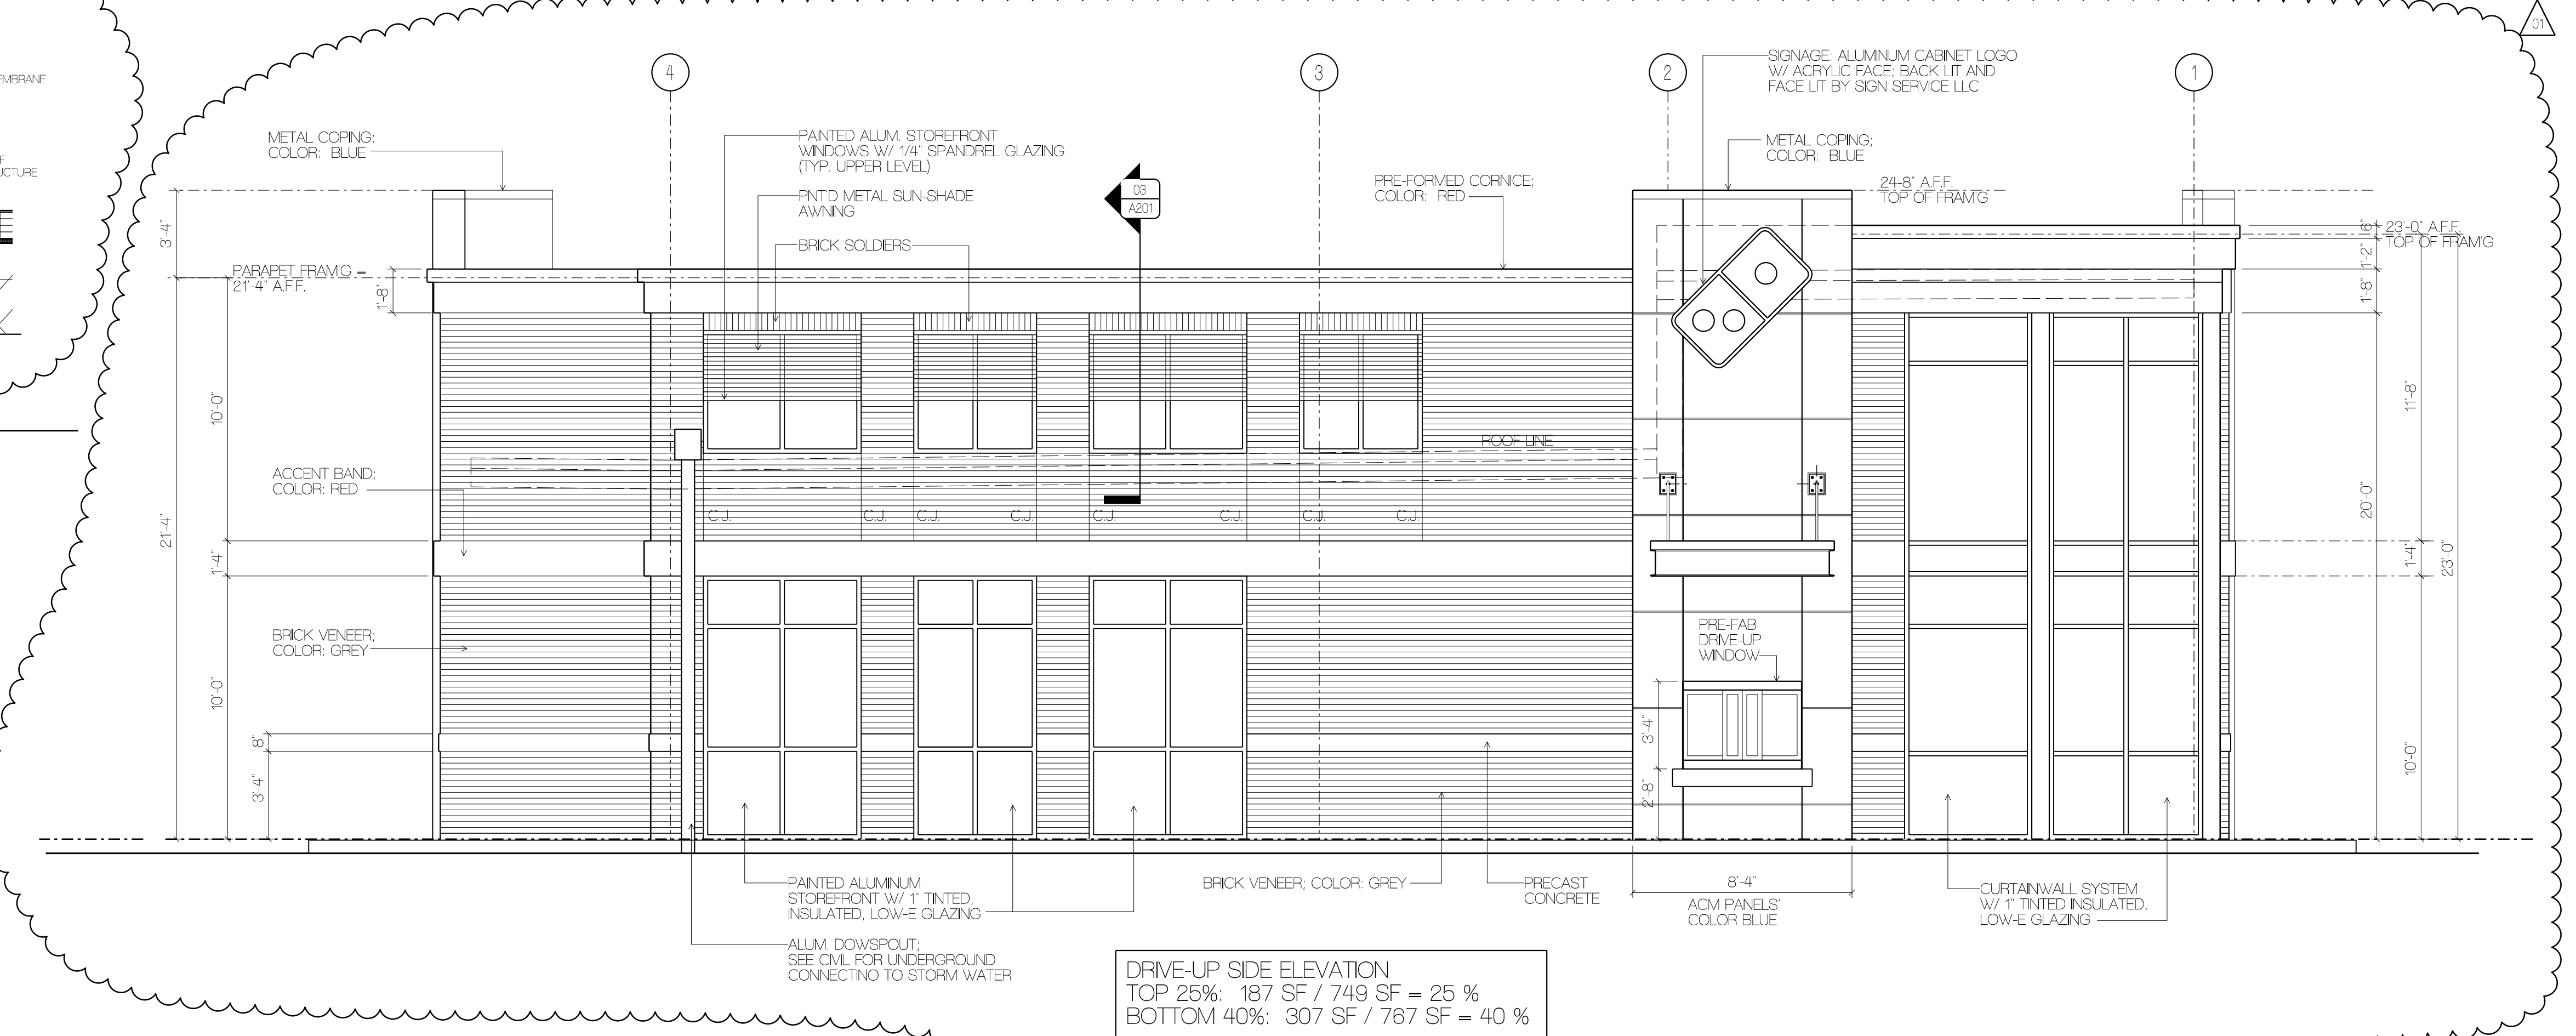 01
EMBRANE
F
UCTURE
4
3
2
1
SIGNAGE: ALUMINUM CABINET LOGO
W/ ACRYLIC FACE; BACK LIT AND
FACE LIT BY SIGN SERVICE LLC
METAL COPING;
COLOR: BLUE
PAINTED ALUM. STOREFRONT
WINDOWS W/ 1/4" SPANDREL GLAZING
(TYP. UPPER LEVEL)
PNT'D METAL SUN-SHADE
AWNING
BRICK SOLDIERS
03
A201
PRE-FORMED CORNICE;
COLOR: RED
METAL COPING;
COLOR: BLUE
24-8" A.F.F.
TOP OF FRAM'G
23'-0" A.F.F.
TOP OF FRAM'G
6"
1'-2"
1'-8"
3'-4"
PARAPET FRAM'G =
21'-4" A.F.F.
1'-8"
10'-0"
21'-4"
1'-4"
ACCENT BAND;
COLOR: RED
ROOF LINE
C.J.
C.J.
C.J.
C.J.
C.J.
C.J.
C.J.
C.J.
11'-8"
20'-0"
1'-4"
23'-0"
BRICK VENEER;
COLOR: GREY
10'-0"
8"
3'-4"
PRE-FAB
DRIVE-UP
WINDOW
3'-4"
2'-8"
10'-0"
PAINTED ALUMINUM
STOREFRONT W/ 1" TINTED,
INSULATED, LOW-E GLAZING
ALUM. DOWSPOUT;
SEE CIVIL FOR UNDERGROUND
CONNECTINO TO STORM WATER
BRICK VENEER; COLOR: GREY
PRECAST
CONCRETE
8'-4"
ACM PANELS'
COLOR BLUE
CURTAINWALL SYSTEM
W/ 1" TINTED INSULATED,
LOW-E GLAZING
DRIVE-UP SIDE ELEVATION
TOP 25%: 187 SF / 749 SF = 25 %
BOTTOM 40%: 307 SF / 767 SF = 40 %